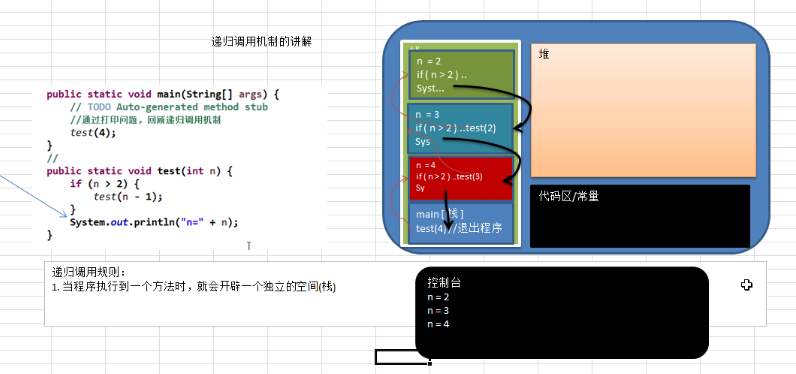 递归调用机制的讲解
public static void main(String[] args) {
// TODO Auto-generated method stub
//通过打印问题，回顾递归调用机制
test(4);
}
//
public static void test(int n) {
if (n > 2) {
test(n - 1);
}
System.out.println("n=" + n);
}
n = 2
if ( n > 2 ) ..
Syst...
n = 3
if ( n > 2 ) ..test(2)
Sys
n =4
if ( n > 2 ) ..test(3)
Sy
main [ 栈 ]
test(4) //退出程序
堆
代码区/常量
递归调用规则：
1. 当程序执行到一个方法时，就会开辟一个独立的空间(栈)
控制台
n = 2
n = 3
n = 4